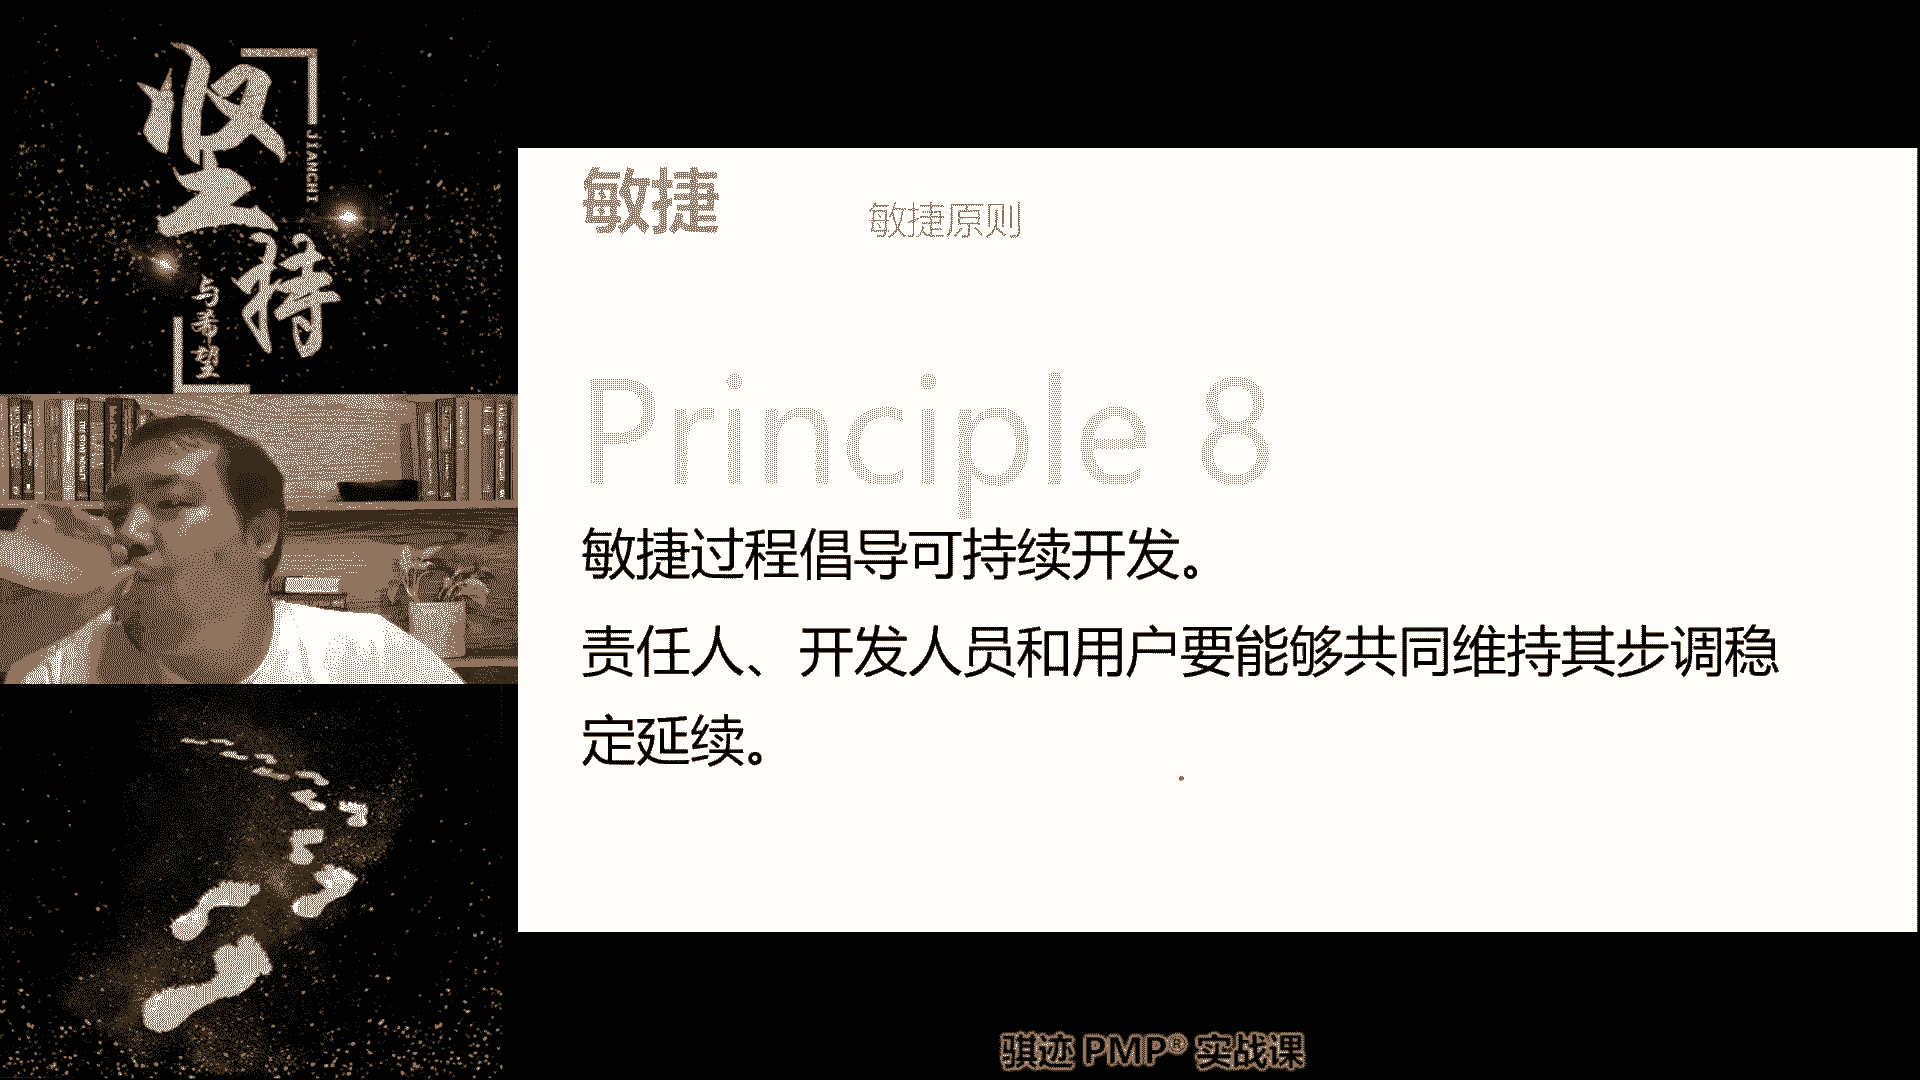 坚持
JIANCHI
与希望
敏捷
敏捷原则
Principle 8
敏捷过程倡导可持续开发。
责任人、开发人员和用户要能够共同维持其步调稳
定延续。
骐迹 PMP® 实战课